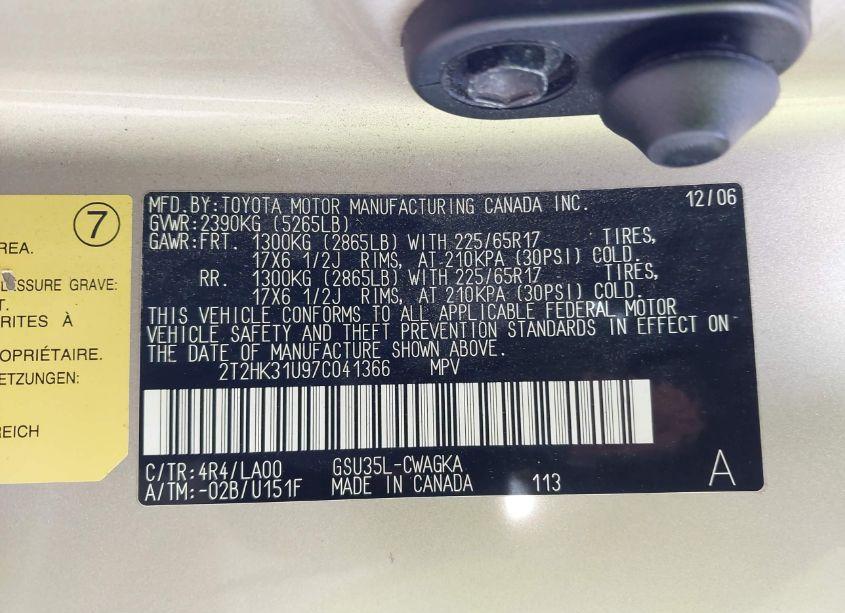 7
REA.
LESSURE GRAVE:
T.
RITES À
ROPRIÉTAIRE.
ETZUNGEN.
REICH
MFD.BY:TOYOTA MOTOR MANUFACTURING CANADA INC. 12/06
GVWR:2390KG (5265LB)
GAWR:FRT. 1300KG (2865LB) WITH 225/65R17 TIRES,
17X6 1/2J RIMS, AT 210KPA (30PSI) COLD.
RR. 1300KG (2865LB) WITH 225/65R17 TIRES,
17X6 1/2J RIMS, AT 210KPA (30PSI) COLD.
THIS VEHICLE CONFORMS TO ALL APPLICABLE FEDERAL MOTOR
VEHICLE SAFETY AND THEFT PREVENTION STANDARDS IN EFFECT ON
THE DATE OF MANUFACTURE SHOWN ABOVE.
2T2HK31U97C041366 MPV
C/TR:4R4/LA00 GSU35L-CWAGKA
A/TM:-02B/U151F MADE IN CANADA 113 A